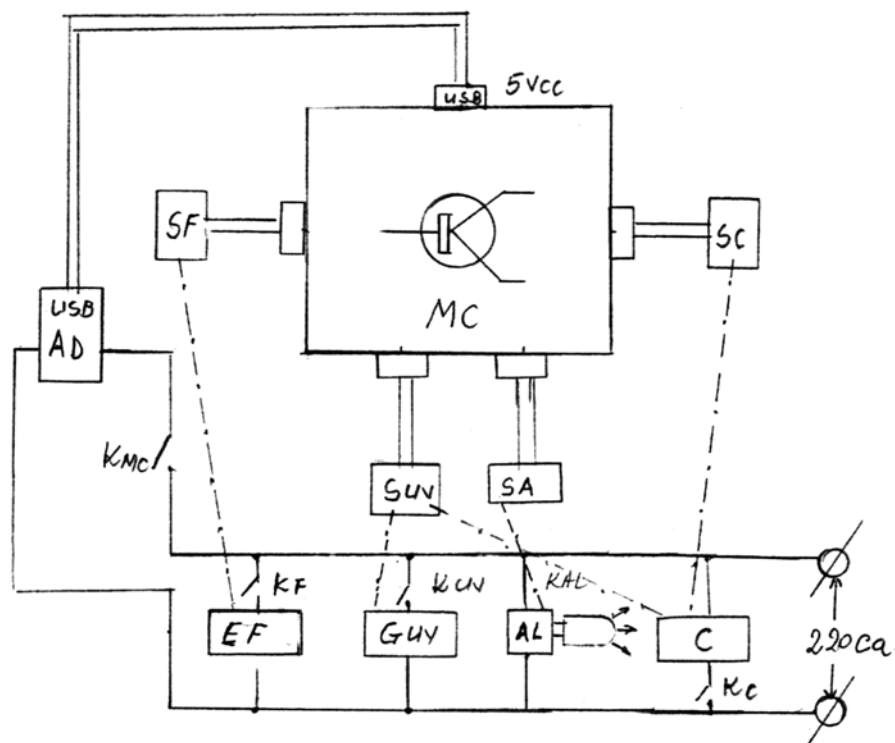 USB
5VCC
SF
SC
MC
USB
AD
KMC
SUV
SA
KF
KUV
KAL
EF
GUV
AL
C
220ca
KC